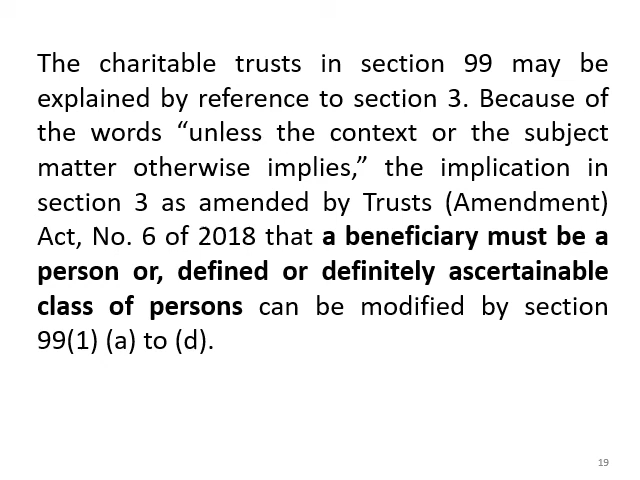 The charitable trusts in section 99 may be
explained by reference to section 3. Because of
the words “unless the context or the subject
matter otherwise implies,” the implication in
section 3 as amended by Trusts (Amendment)
Act, No. 6 of 2018 that a beneficiary must be a
person or, defined or definitely ascertainable
class of persons can be modified by section
99(1) (a) to (d).
19